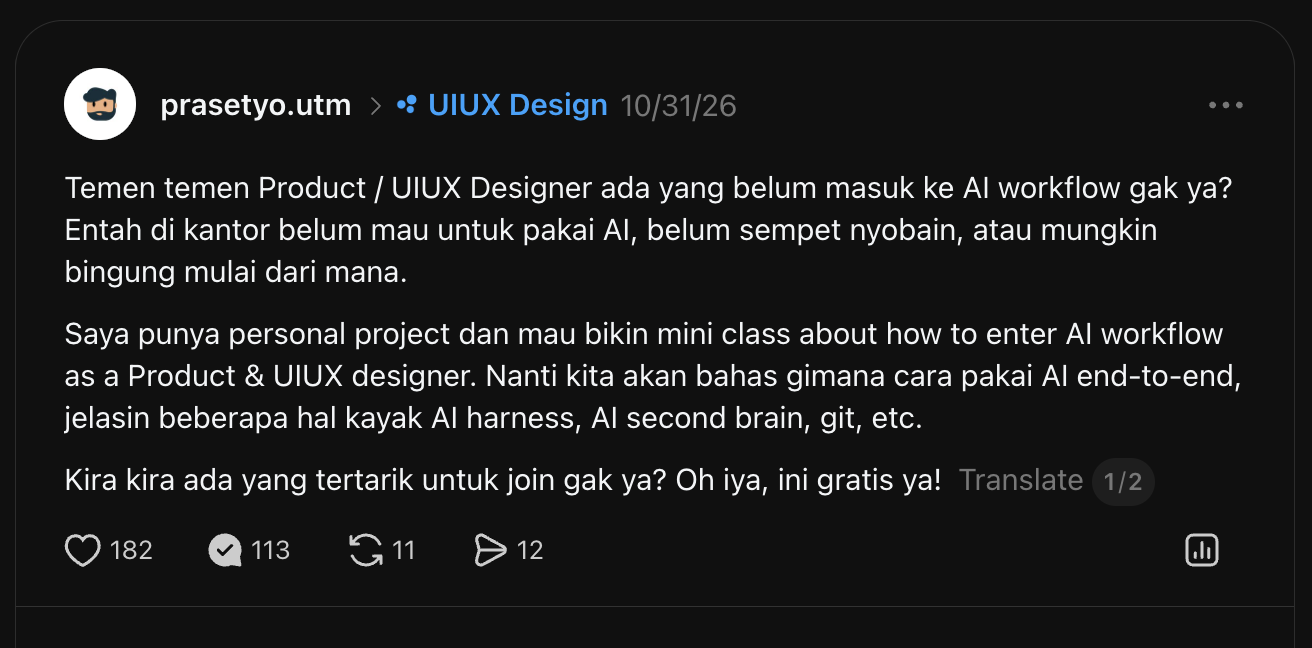 prasetyo.utm > UIUX Design 10/31/26
Temen temen Product / UIUX Designer ada yang belum masuk ke AI workflow gak ya?
Entah di kantor belum mau untuk pakai AI, belum sempet nyobain, atau mungkin
bingung mulai dari mana.
Saya punya personal project dan mau bikin mini class about how to enter AI workflow
as a Product & UIUX designer. Nanti kita akan bahas gimana cara pakai AI end-to-end,
jelasin beberapa hal kayak AI harness, AI second brain, git, etc.
Kira kira ada yang tertarik untuk join gak ya? Oh iya, ini gratis ya! Translate 1/2
182 113 11 12